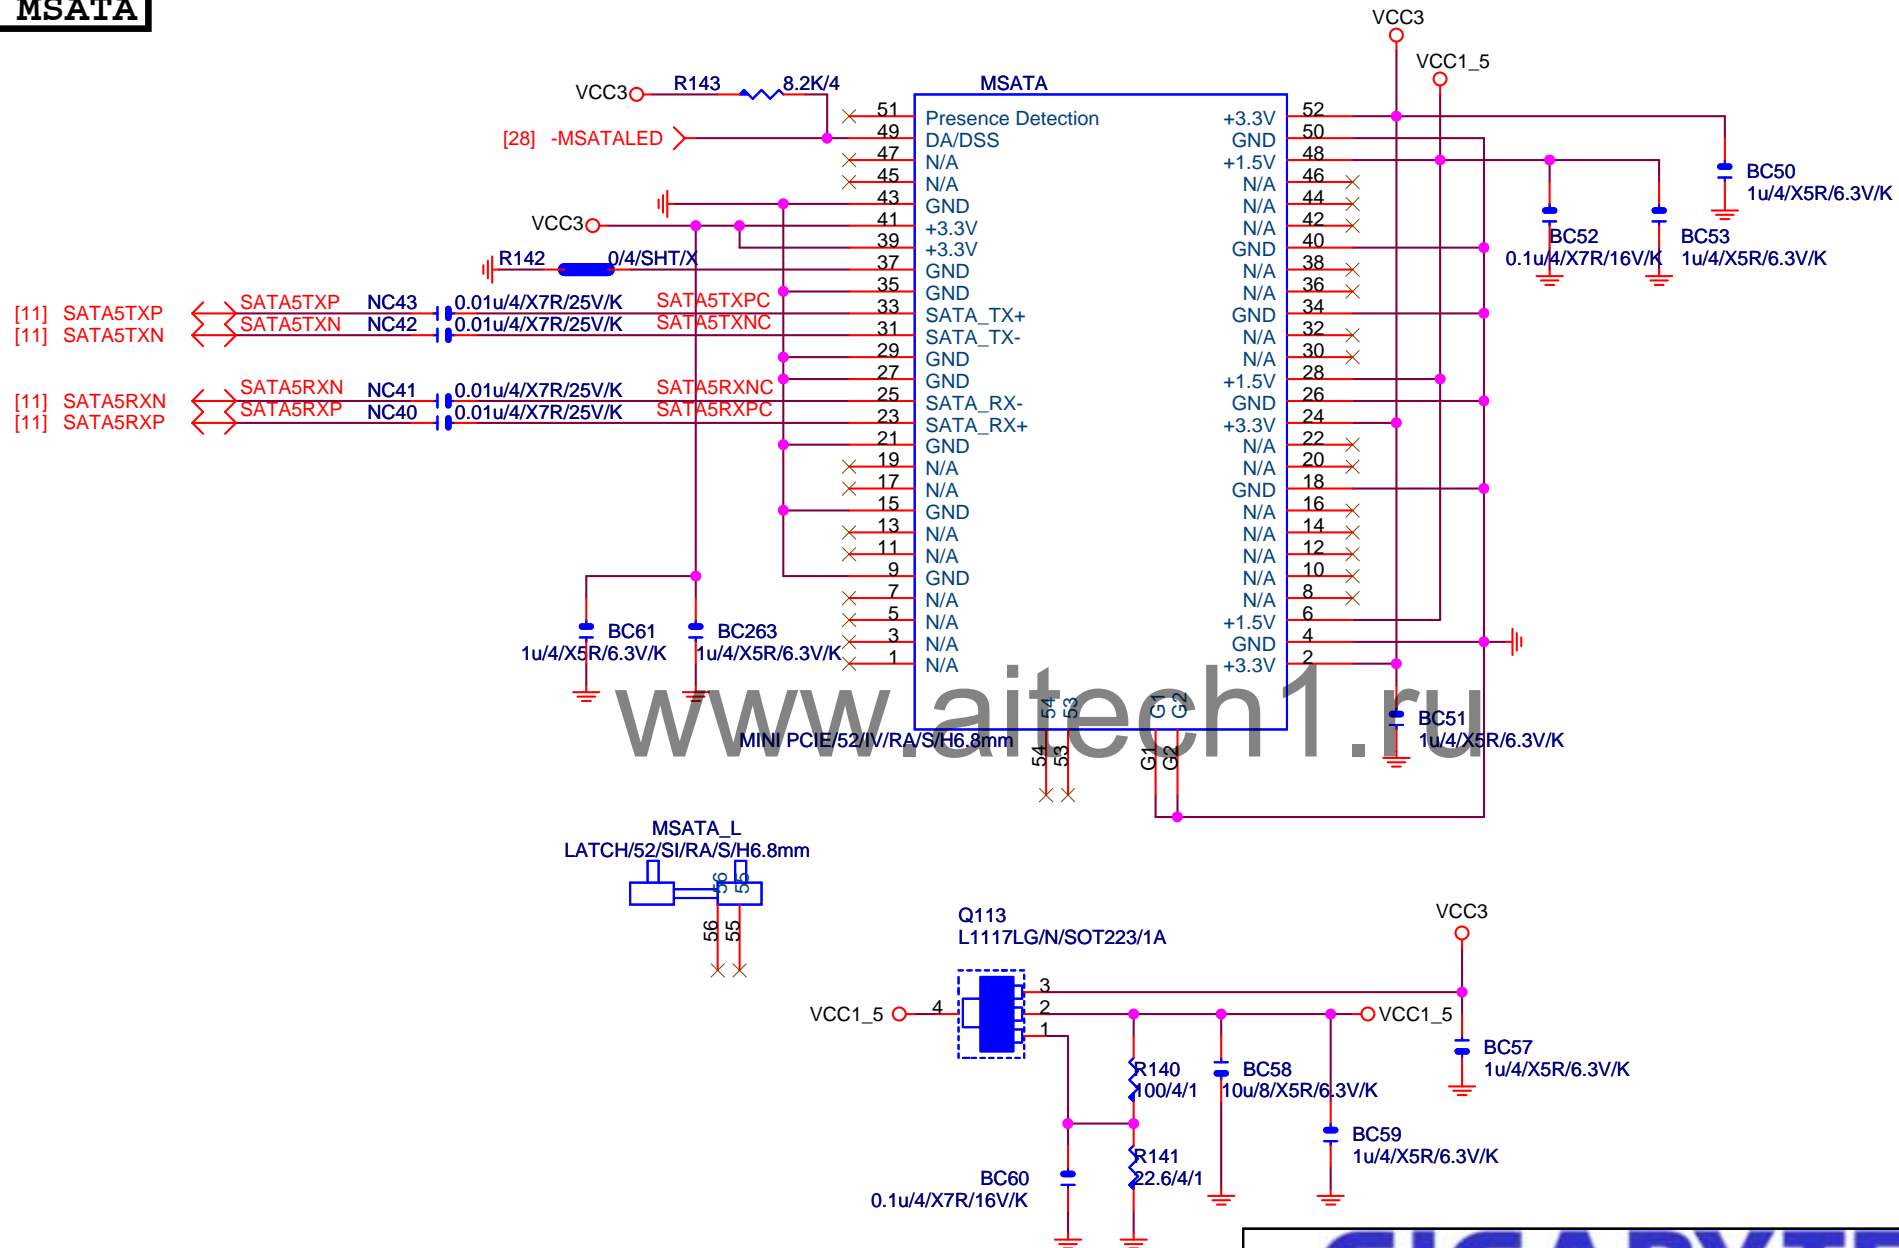 MSATA
VCC3
VCC1_5
VCC3
R143
8.2K/4
[28] -MSATALED
MSATA
51 Presence Detection
49 DA/DSS
47 N/A
45 N/A
43 GND
41 +3.3V
39 +3.3V
37 GND
35 GND
33 SATA_TX+
31 SATA_TX-
29 GND
27 GND
25 SATA_RX-
23 SATA_RX+
21 GND
19 N/A
17 N/A
15 GND
13 N/A
11 N/A
9 GND
7 N/A
5 N/A
3 N/A
1 N/A
+3.3V 52
GND 50
+1.5V 48
N/A 46
N/A 44
N/A 42
GND 40
N/A 38
N/A 36
GND 34
N/A 32
N/A 30
+1.5V 28
GND 26
+3.3V 24
N/A 22
N/A 20
GND 18
N/A 16
N/A 14
N/A 12
N/A 10
N/A 8
+1.5V 6
GND 4
+3.3V 2
VCC3
R142
0/4/SHT/X
[11] SATA5TXP SATA5TXP NC43 0.01u/4/X7R/25V/K SATA5TXPC
[11] SATA5TXN SATA5TXN NC42 0.01u/4/X7R/25V/K SATA5TXNC
[11] SATA5RXN SATA5RXN NC41 0.01u/4/X7R/25V/K SATA5RXNC
[11] SATA5RXP SATA5RXP NC40 0.01u/4/X7R/25V/K SATA5RXPC
BC50
1u/4/X5R/6.3V/K
BC52
0.1u/4/X7R/16V/K
BC53
1u/4/X5R/6.3V/K
BC61
1u/4/X5R/6.3V/K
BC263
1u/4/X5R/6.3V/K
BC51
1u/4/X5R/6.3V/K
54 53 G1 G2
MINI PCIE/52/IV/RA/S/H6.8mm
54 53 G1 G2
www.aitech1.ru
MSATA_L
LATCH/52/SI/RA/S/H6.8mm
56 55
56 55
Q113
L1117LG/N/SOT223/1A
VCC3
VCC1_5
4
3
2
1
VCC1_5
R140
100/4/1
BC58
10u/8/X5R/6.3V/K
BC57
1u/4/X5R/6.3V/K
BC59
1u/4/X5R/6.3V/K
R141
22.6/4/1
BC60
0.1u/4/X7R/16V/K
GIGABYTE